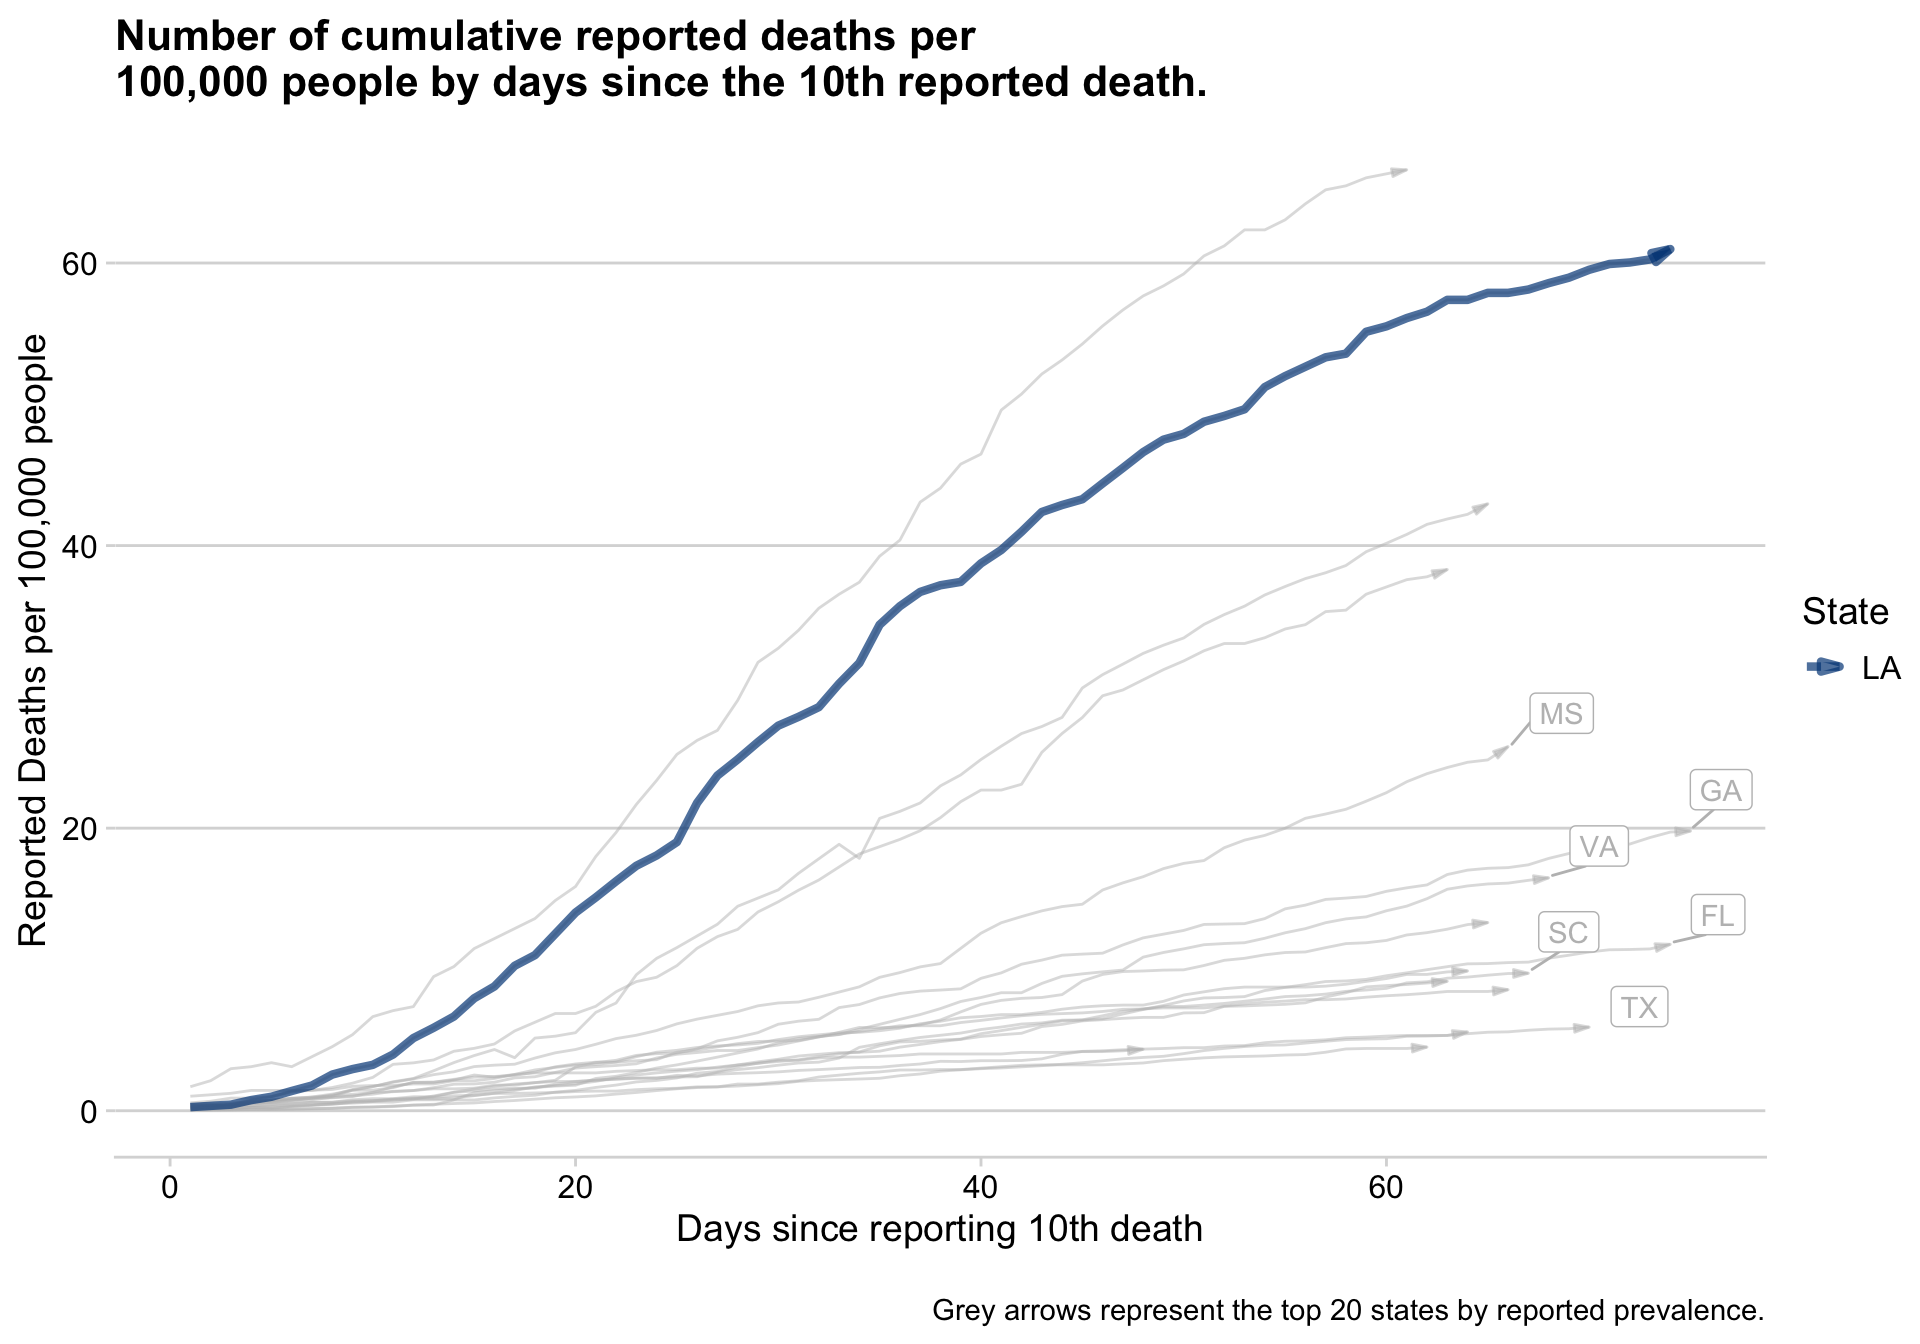 Number of cumulative reported deaths per
100,000 people by days since the 10th reported death.
Reported Deaths per 100,000 people
60
40
20
0
MS
GA
VA
FL
SC
TX
State
LA
0
20
40
60
Days since reporting 10th death
Grey arrows represent the top 20 states by reported prevalence.